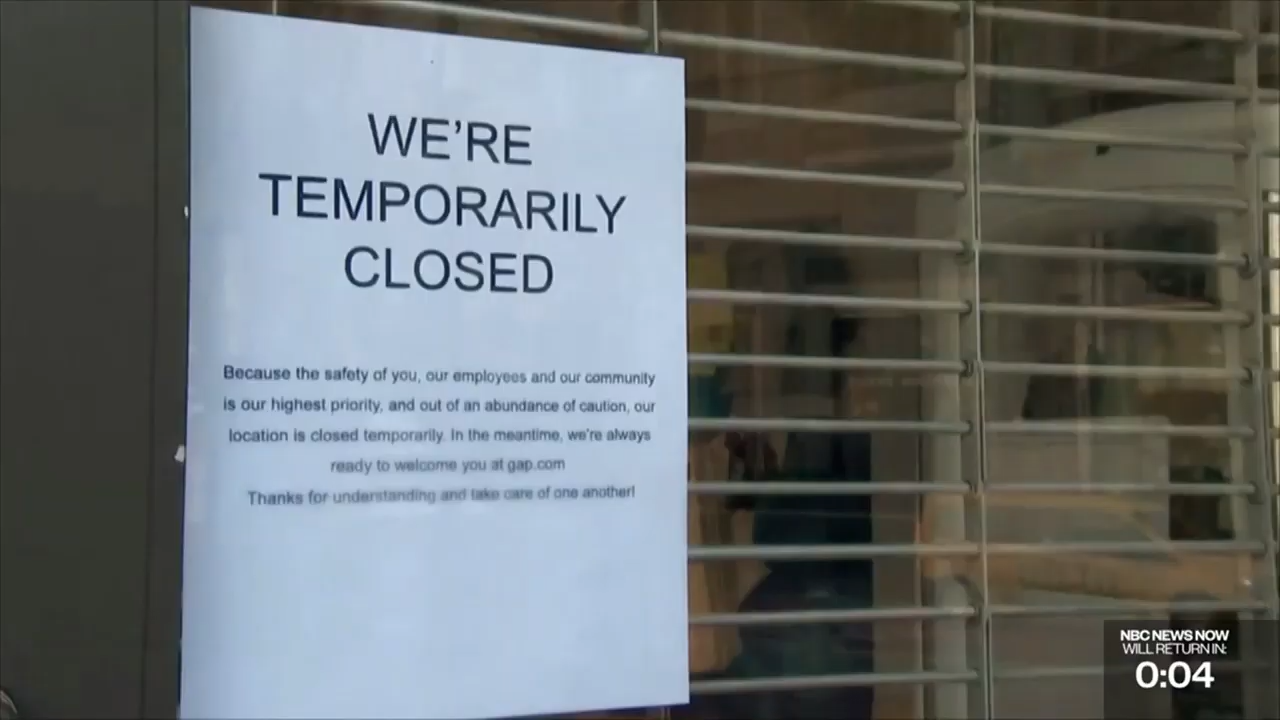 WE’RE
TEMPORARILY
CLOSED
Because the safety of you, our employees and our community
is our highest priority, and out of an abundance of caution, our
location is closed temporarily. In the meantime, we're always
ready to welcome you at gap.com
Thanks for understanding and take care of one another!
NBC NEWS NOW
WILL RETURN IN:
0:04